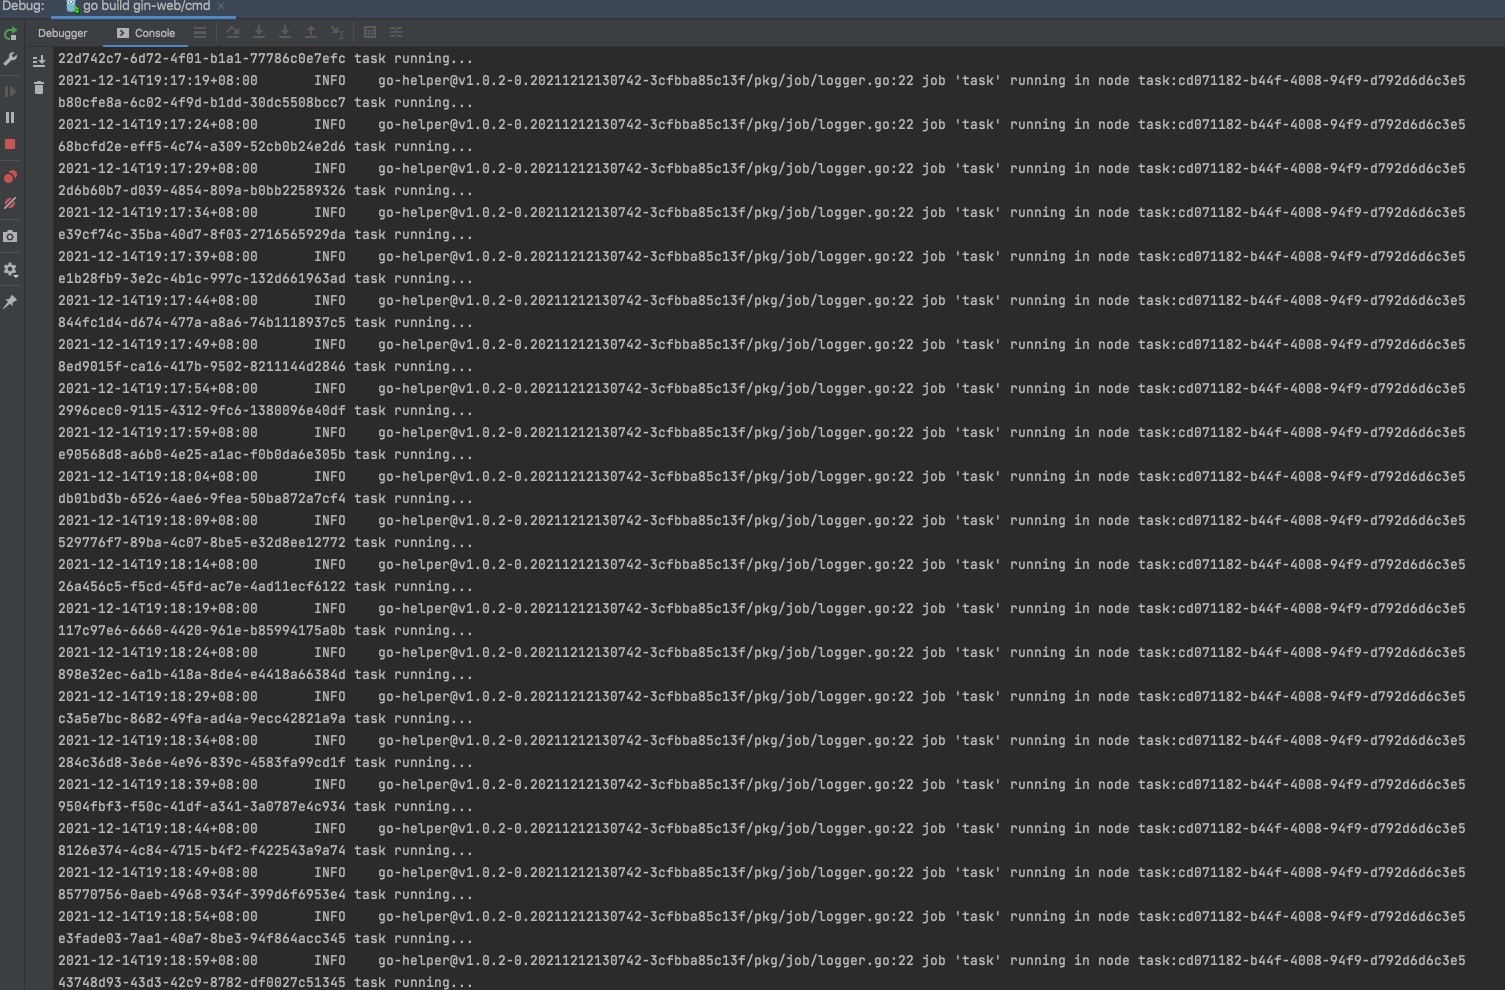 Debug: go build gin-web/cmd
Debugger Console
22d742c7-6d72-4f01-b1a1-77786c0e7efc task running...
2021-12-14T19:17:19+08:00 INFO go-helper@v1.0.2-0.20211212130742-3cfbba85c13f/pkg/job/logger.go:22 job 'task' running in node task:cd071182-b44f-4008-94f9-d792d6d6c3e5
b80cfe8a-6c02-4f9d-b1dd-30dc5508bcc7 task running...
2021-12-14T19:17:24+08:00 INFO go-helper@v1.0.2-0.20211212130742-3cfbba85c13f/pkg/job/logger.go:22 job 'task' running in node task:cd071182-b44f-4008-94f9-d792d6d6c3e5
68bcfd2e-eff5-4c74-a309-52cb0b24e2d6 task running...
2021-12-14T19:17:29+08:00 INFO go-helper@v1.0.2-0.20211212130742-3cfbba85c13f/pkg/job/logger.go:22 job 'task' running in node task:cd071182-b44f-4008-94f9-d792d6d6c3e5
2d6b60b7-d039-4854-809a-b0bb22589326 task running...
2021-12-14T19:17:34+08:00 INFO go-helper@v1.0.2-0.20211212130742-3cfbba85c13f/pkg/job/logger.go:22 job 'task' running in node task:cd071182-b44f-4008-94f9-d792d6d6c3e5
e39cf74c-35ba-40d7-8f03-2716565929da task running...
2021-12-14T19:17:39+08:00 INFO go-helper@v1.0.2-0.20211212130742-3cfbba85c13f/pkg/job/logger.go:22 job 'task' running in node task:cd071182-b44f-4008-94f9-d792d6d6c3e5
e1b28fb9-3e2c-4b1c-997c-132d661963ad task running...
2021-12-14T19:17:44+08:00 INFO go-helper@v1.0.2-0.20211212130742-3cfbba85c13f/pkg/job/logger.go:22 job 'task' running in node task:cd071182-b44f-4008-94f9-d792d6d6c3e5
844fc1d4-d674-477a-a8a6-74b1118937c5 task running...
2021-12-14T19:17:49+08:00 INFO go-helper@v1.0.2-0.20211212130742-3cfbba85c13f/pkg/job/logger.go:22 job 'task' running in node task:cd071182-b44f-4008-94f9-d792d6d6c3e5
8ed9015f-ca16-417b-9502-8211144d2846 task running...
2021-12-14T19:17:54+08:00 INFO go-helper@v1.0.2-0.20211212130742-3cfbba85c13f/pkg/job/logger.go:22 job 'task' running in node task:cd071182-b44f-4008-94f9-d792d6d6c3e5
2996cec0-9115-4312-9fc6-1380096e40df task running...
2021-12-14T19:17:59+08:00 INFO go-helper@v1.0.2-0.20211212130742-3cfbba85c13f/pkg/job/logger.go:22 job 'task' running in node task:cd071182-b44f-4008-94f9-d792d6d6c3e5
e90568d8-a6b0-4e25-a1ac-f0b0da6e305b task running...
2021-12-14T19:18:04+08:00 INFO go-helper@v1.0.2-0.20211212130742-3cfbba85c13f/pkg/job/logger.go:22 job 'task' running in node task:cd071182-b44f-4008-94f9-d792d6d6c3e5
db01bd3b-6526-4ae6-9fea-50ba872a7cf4 task running...
2021-12-14T19:18:09+08:00 INFO go-helper@v1.0.2-0.20211212130742-3cfbba85c13f/pkg/job/logger.go:22 job 'task' running in node task:cd071182-b44f-4008-94f9-d792d6d6c3e5
529776f7-89ba-4c07-8be5-e32d8ee12772 task running...
2021-12-14T19:18:14+08:00 INFO go-helper@v1.0.2-0.20211212130742-3cfbba85c13f/pkg/job/logger.go:22 job 'task' running in node task:cd071182-b44f-4008-94f9-d792d6d6c3e5
26a456c5-f5cd-45fd-ac7e-4ad11ecf6122 task running...
2021-12-14T19:18:19+08:00 INFO go-helper@v1.0.2-0.20211212130742-3cfbba85c13f/pkg/job/logger.go:22 job 'task' running in node task:cd071182-b44f-4008-94f9-d792d6d6c3e5
117c97e6-6660-4420-961e-b85994175a0b task running...
2021-12-14T19:18:24+08:00 INFO go-helper@v1.0.2-0.20211212130742-3cfbba85c13f/pkg/job/logger.go:22 job 'task' running in node task:cd071182-b44f-4008-94f9-d792d6d6c3e5
898e32ec-6a1b-418a-8de4-e4418a66384d task running...
2021-12-14T19:18:29+08:00 INFO go-helper@v1.0.2-0.20211212130742-3cfbba85c13f/pkg/job/logger.go:22 job 'task' running in node task:cd071182-b44f-4008-94f9-d792d6d6c3e5
c3a5e7bc-8682-49fa-ad4a-9ecc42821a9a task running...
2021-12-14T19:18:34+08:00 INFO go-helper@v1.0.2-0.20211212130742-3cfbba85c13f/pkg/job/logger.go:22 job 'task' running in node task:cd071182-b44f-4008-94f9-d792d6d6c3e5
284c36d8-3e6e-4e96-839c-4583fa99cd1f task running...
2021-12-14T19:18:39+08:00 INFO go-helper@v1.0.2-0.20211212130742-3cfbba85c13f/pkg/job/logger.go:22 job 'task' running in node task:cd071182-b44f-4008-94f9-d792d6d6c3e5
9504fbf3-f50c-41df-a341-3a0787e4c934 task running...
2021-12-14T19:18:44+08:00 INFO go-helper@v1.0.2-0.20211212130742-3cfbba85c13f/pkg/job/logger.go:22 job 'task' running in node task:cd071182-b44f-4008-94f9-d792d6d6c3e5
8126e374-4c84-4715-b4f2-f422543a9a74 task running...
2021-12-14T19:18:49+08:00 INFO go-helper@v1.0.2-0.20211212130742-3cfbba85c13f/pkg/job/logger.go:22 job 'task' running in node task:cd071182-b44f-4008-94f9-d792d6d6c3e5
85770756-0aeb-4968-934f-399d6f6953e4 task running...
2021-12-14T19:18:54+08:00 INFO go-helper@v1.0.2-0.20211212130742-3cfbba85c13f/pkg/job/logger.go:22 job 'task' running in node task:cd071182-b44f-4008-94f9-d792d6d6c3e5
e3fade03-7aa1-40a7-8be3-94f864acc345 task running...
2021-12-14T19:18:59+08:00 INFO go-helper@v1.0.2-0.20211212130742-3cfbba85c13f/pkg/job/logger.go:22 job 'task' running in node task:cd071182-b44f-4008-94f9-d792d6d6c3e5
43748d93-43d3-42c9-8782-df0027c51345 task running...